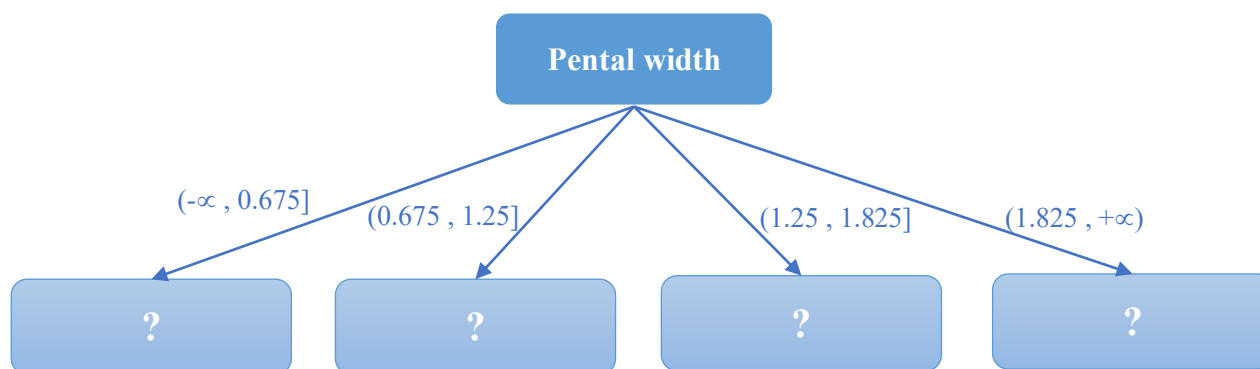 Pental width
(-∝ , 0.675]
(0.675 , 1.25]
(1.25 , 1.825]
(1.825 , +∝)
?
?
?
?